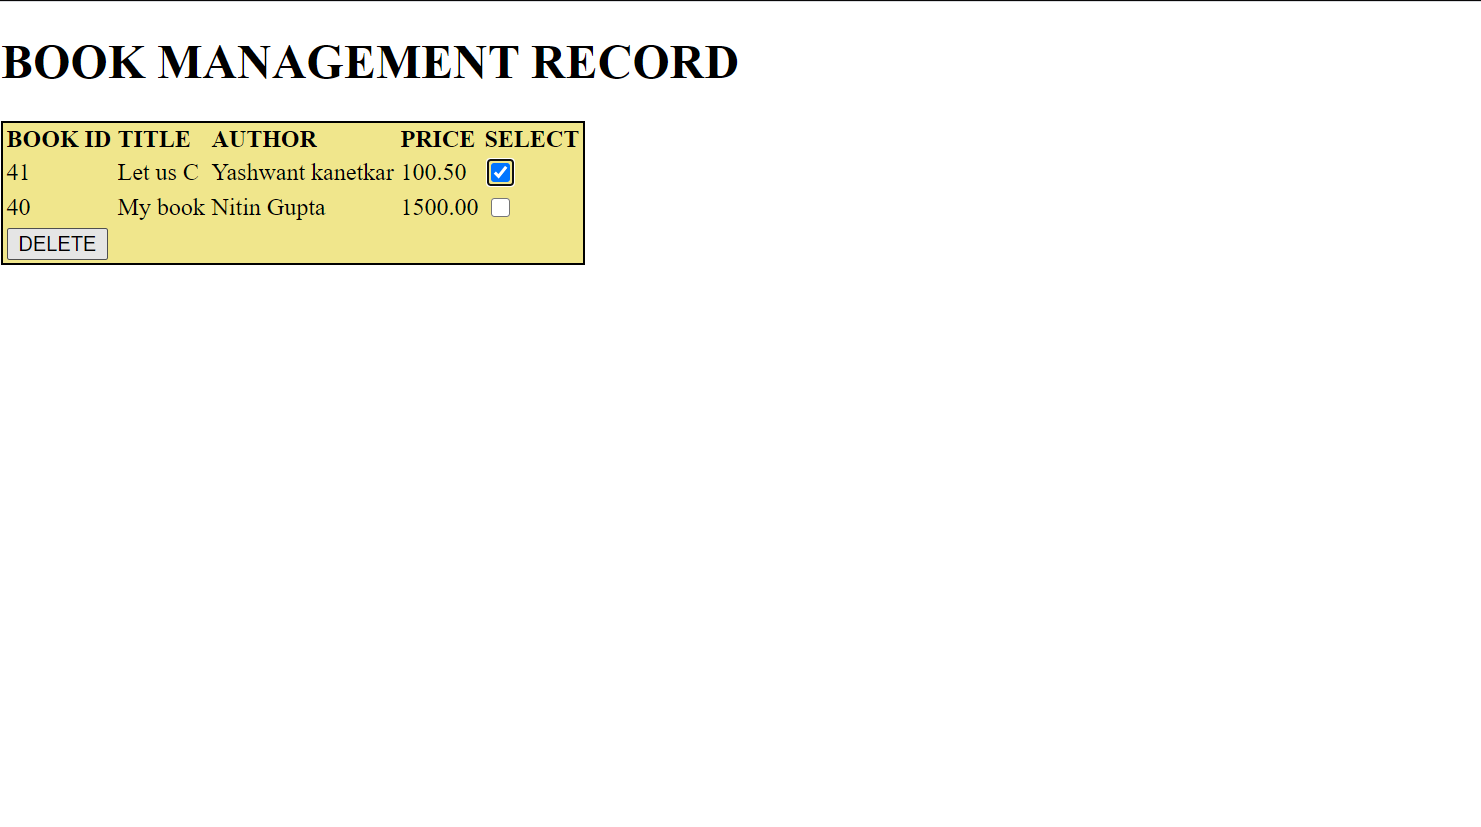 BOOK MANAGEMENT RECORD
BOOK ID TITLE AUTHOR PRICE SELECT
41 Let us C Yashwant kanetkar 100.50
40 My book Nitin Gupta 1500.00
DELETE